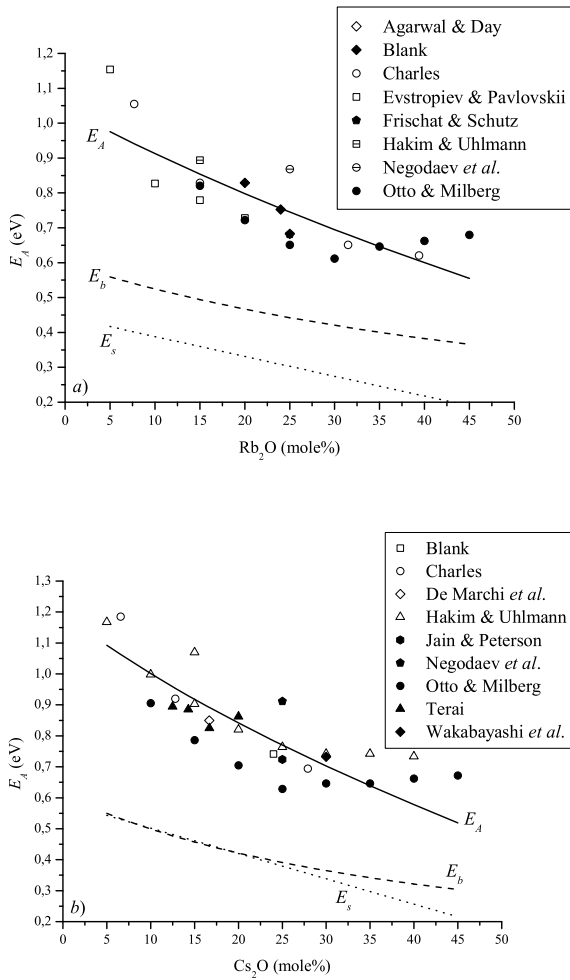 Agarwal & Day
Blank
Charles
Evstropiev & Pavlovskii
Frischat & Schutz
Hakim & Uhlmann
Negodaev et al.
Otto & Milberg
1,2
1,1
1,0
0,9
0,8
0,7
0,6
0,5
0,4
0,3
0,2
E_A (eV)
E_A
E_b
E_s
a)
0 5 10 15 20 25 30 35 40 45 50
Rb₂O (mole%)
Blank
Charles
De Marchi et al.
Hakim & Uhlmann
Jain & Peterson
Negodaev et al.
Otto & Milberg
Terai
Wakabayashi et al.
1,3
1,2
1,1
1,0
0,9
0,8
0,7
0,6
0,5
0,4
0,3
0,2
E_A (eV)
E_A
E_b
E_s
b)
0 5 10 15 20 25 30 35 40 45 50
Cs₂O (mole%)